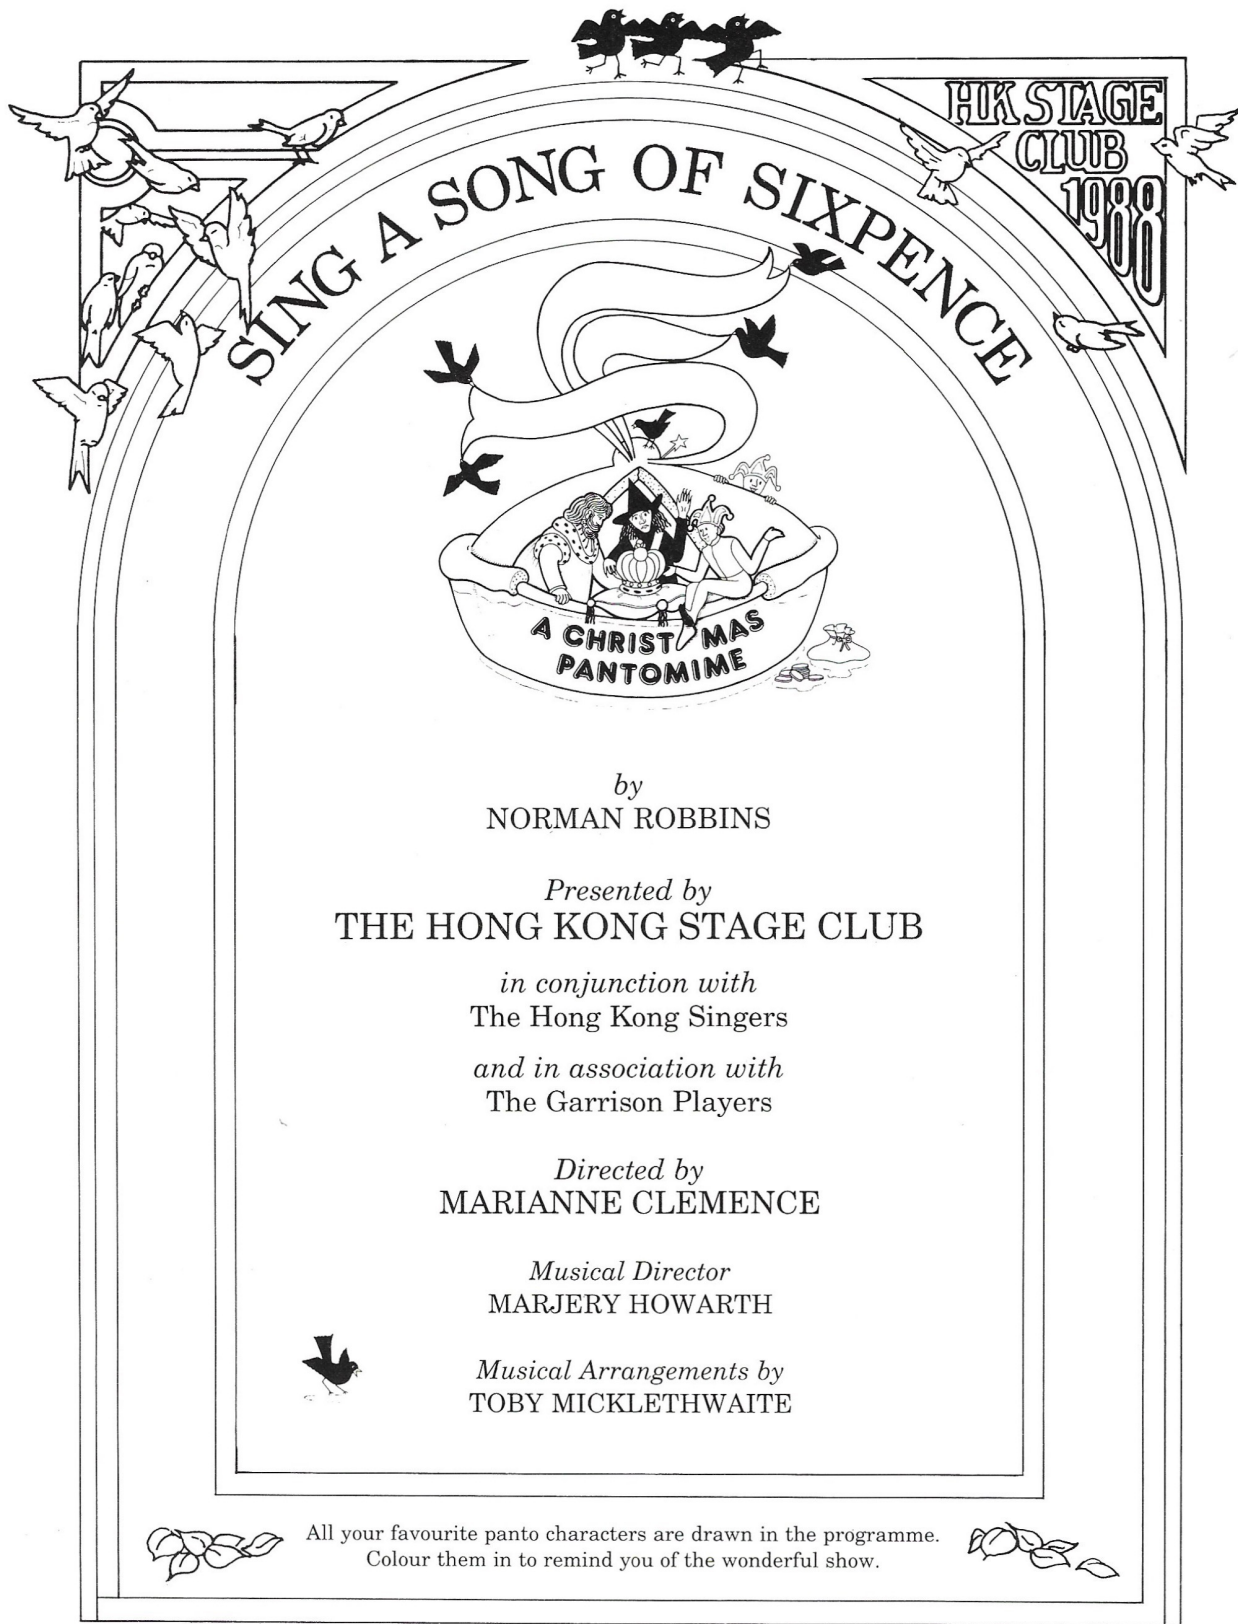 HK STAGE
CLUB
1988
SING A SONG OF SIXPENCE
A CHRISTMAS
PANTOMIME
by
NORMAN ROBBINS
Presented by
THE HONG KONG STAGE CLUB
in conjunction with
The Hong Kong Singers
and in association with
The Garrison Players
Directed by
MARIANNE CLEMENCE
Musical Director
MARJERY HOWARTH
Musical Arrangements by
TOBY MICKLETHWAITE
All your favourite panto characters are drawn in the programme.
Colour them in to remind you of the wonderful show.